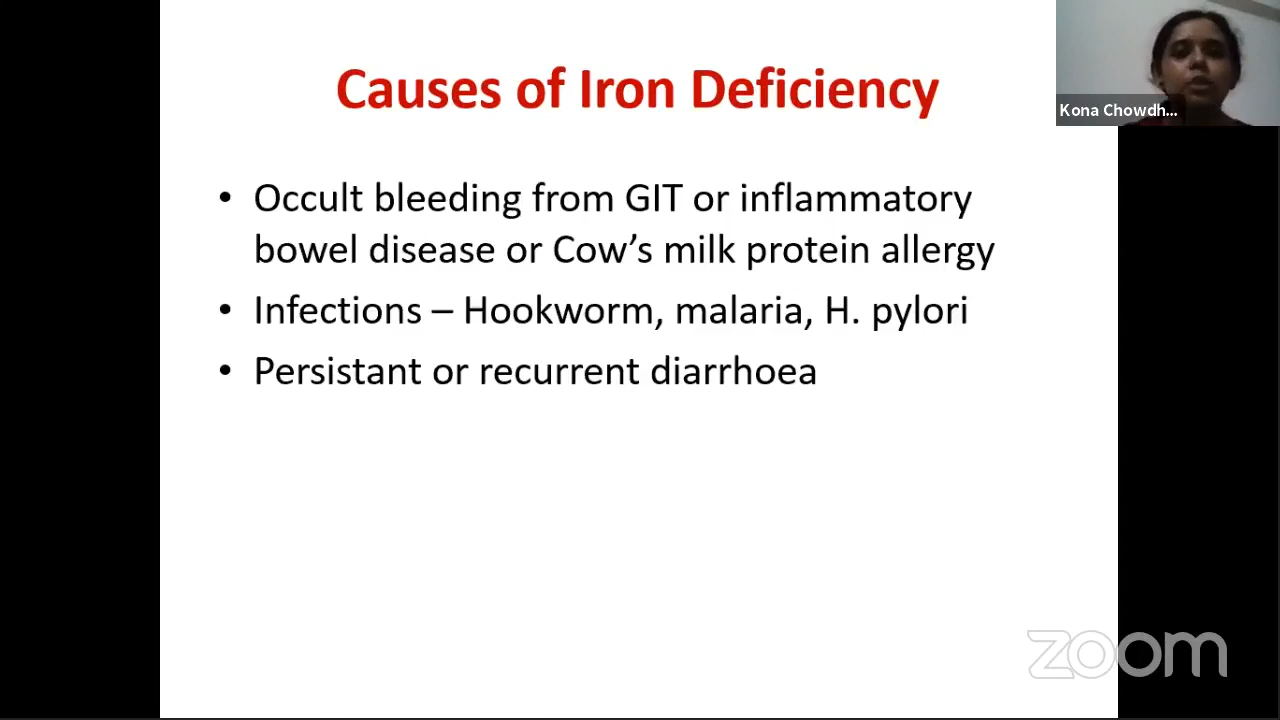 Causes of Iron Deficiency
Kona Chowdh...
• Occult bleeding from GIT or inflammatory
bowel disease or Cow’s milk protein allergy
• Infections – Hookworm, malaria, H. pylori
• Persistant or recurrent diarrhoea
zoom